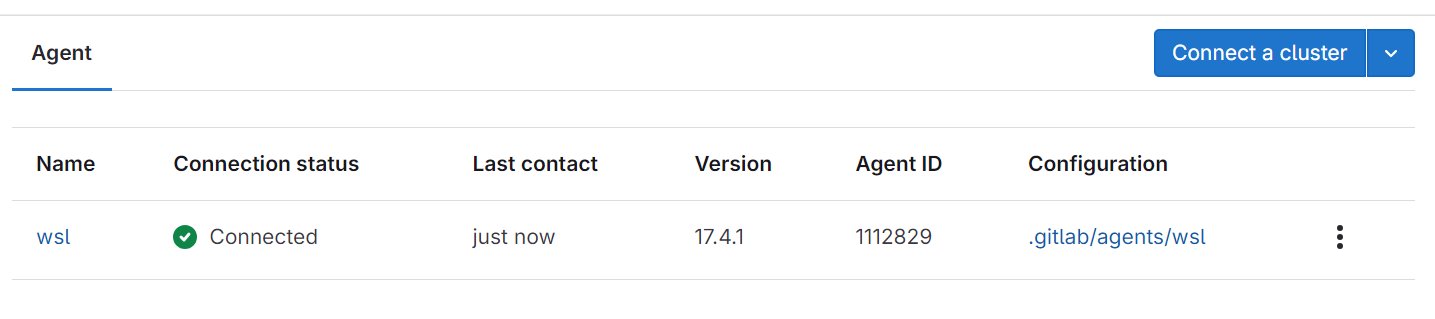 Agent
Connect a cluster
Name Connection status Last contact Version Agent ID Configuration
wsl Connected just now 17.4.1 1112829 .gitlab/agents/wsl